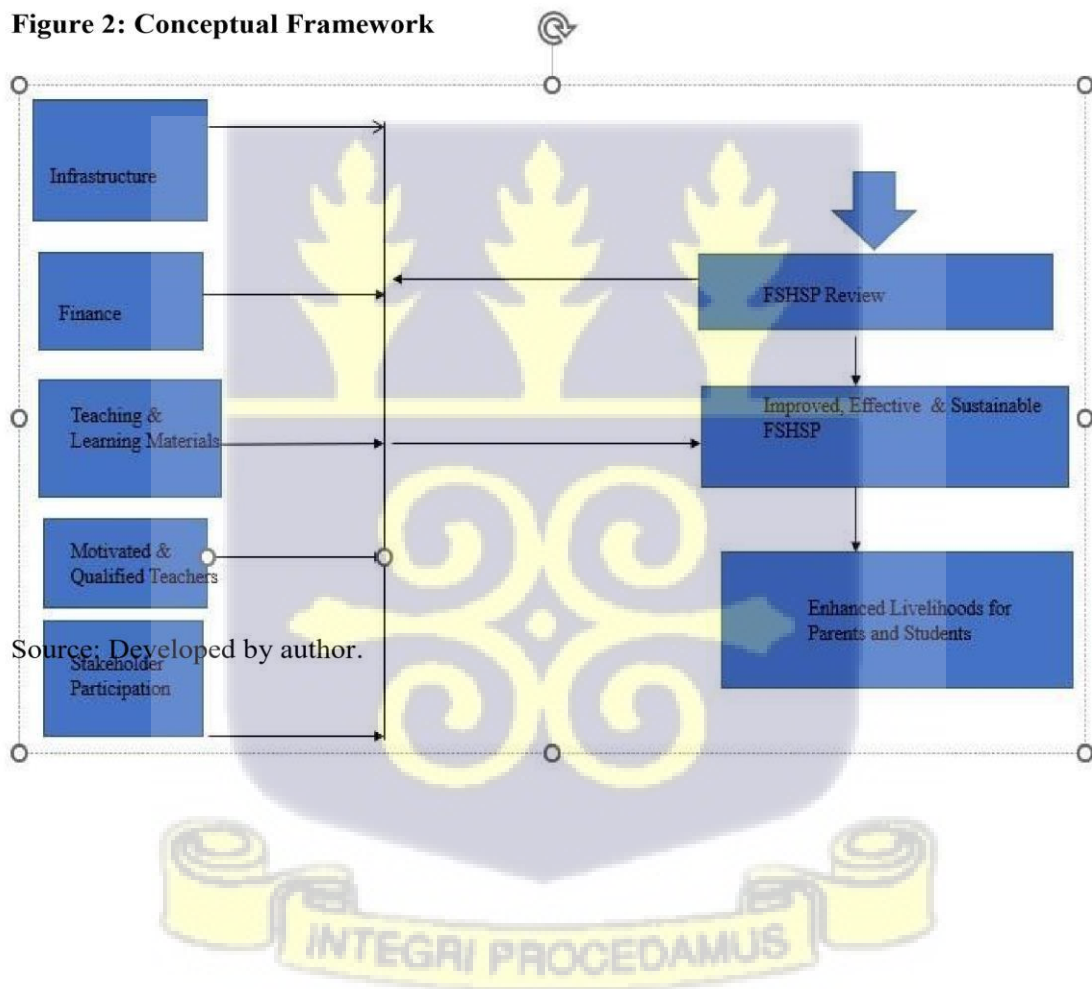 Figure 2: Conceptual Framework
Infrastructure
Finance
Teaching &
Learning Materials
Motivated &
Qualified Teachers
Stakeholder
Participation
FSHSP Review
Improved, Effective & Sustainable
FSHSP
Enhanced Livelihoods for
Parents and Students
Source: Developed by author.
INTEGRI PROCEDAMUS